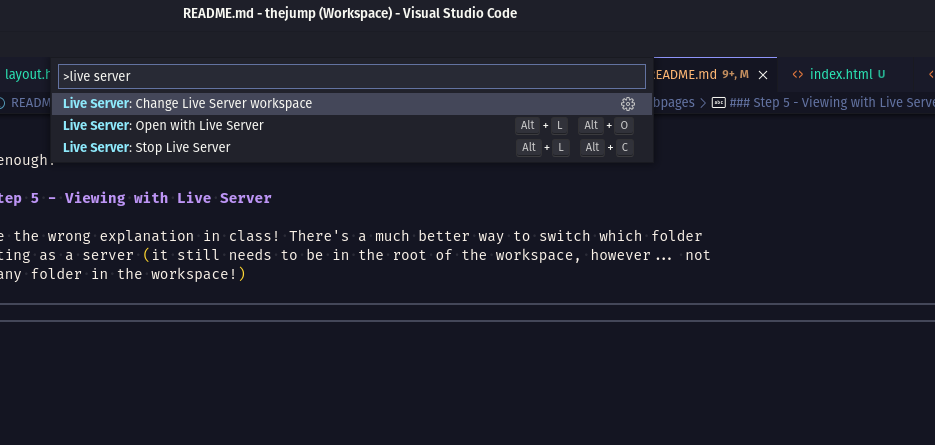 README.md - thejump (Workspace) - Visual Studio Code
layout.h
>live server
EADME.md 9+, M
index.html U
READM
bpages > abc ### Step 5 - Viewing with Live Serve
Live Server: Change Live Server workspace
Live Server: Open with Live Server Alt + L Alt + O
Live Server: Stop Live Server Alt + L Alt + C
enough.
tep 5 - Viewing with Live Server
e the wrong explanation in class! There's a much better way to switch which folder
ting as a server (it still needs to be in the root of the workspace, however... not
any folder in the workspace!)